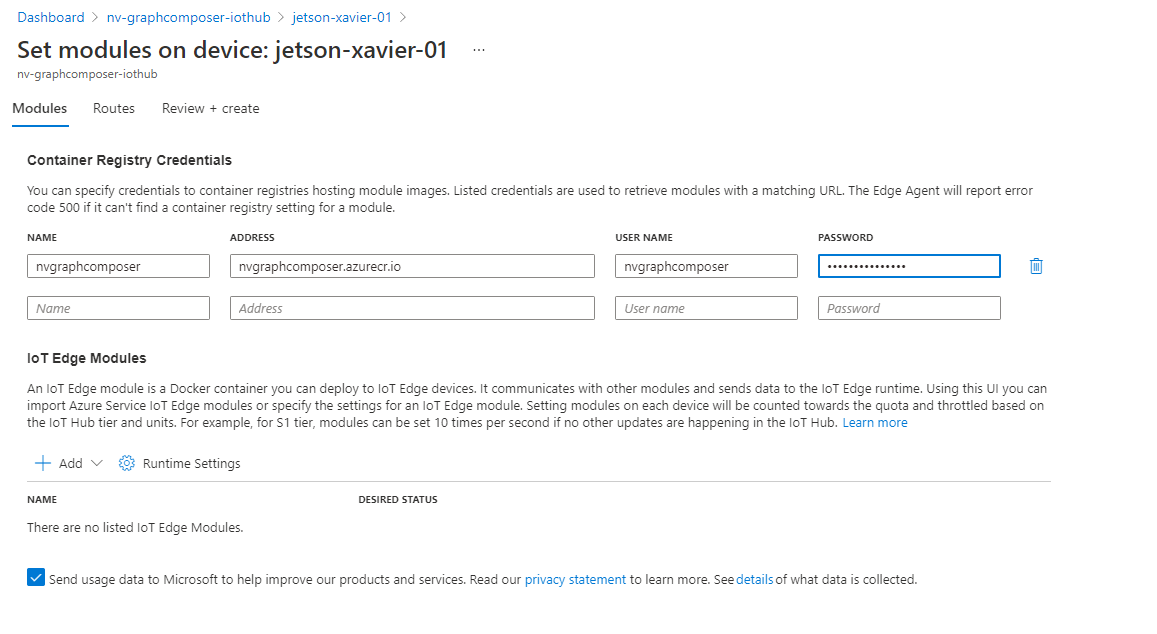 Dashboard > nv-graphcomposer-iothub > jetson-xavier-01 >
Set modules on device: jetson-xavier-01 ...
nv-graphcomposer-iothub
Modules Routes Review + create
Container Registry Credentials
You can specify credentials to container registries hosting module images. Listed credentials are used to retrieve modules with a matching URL. The Edge Agent will report error
code 500 if it can't find a container registry setting for a module.
NAME ADDRESS USER NAME PASSWORD
nvgraphcomposer nvgraphcomposer.azurecr.io nvgraphcomposer •••••••••••••••
Name Address User name Password
IoT Edge Modules
An IoT Edge module is a Docker container you can deploy to IoT Edge devices. It communicates with other modules and sends data to the IoT Edge runtime. Using this UI you can
import Azure Service IoT Edge modules or specify the settings for an IoT Edge module. Setting modules on each device will be counted towards the quota and throttled based on
the IoT Hub tier and units. For example, for S1 tier, modules can be set 10 times per second if no other updates are happening in the IoT Hub. Learn more
Add Runtime Settings
NAME DESIRED STATUS
There are no listed IoT Edge Modules.
Send usage data to Microsoft to help improve our products and services. Read our privacy statement to learn more. See details of what data is collected.